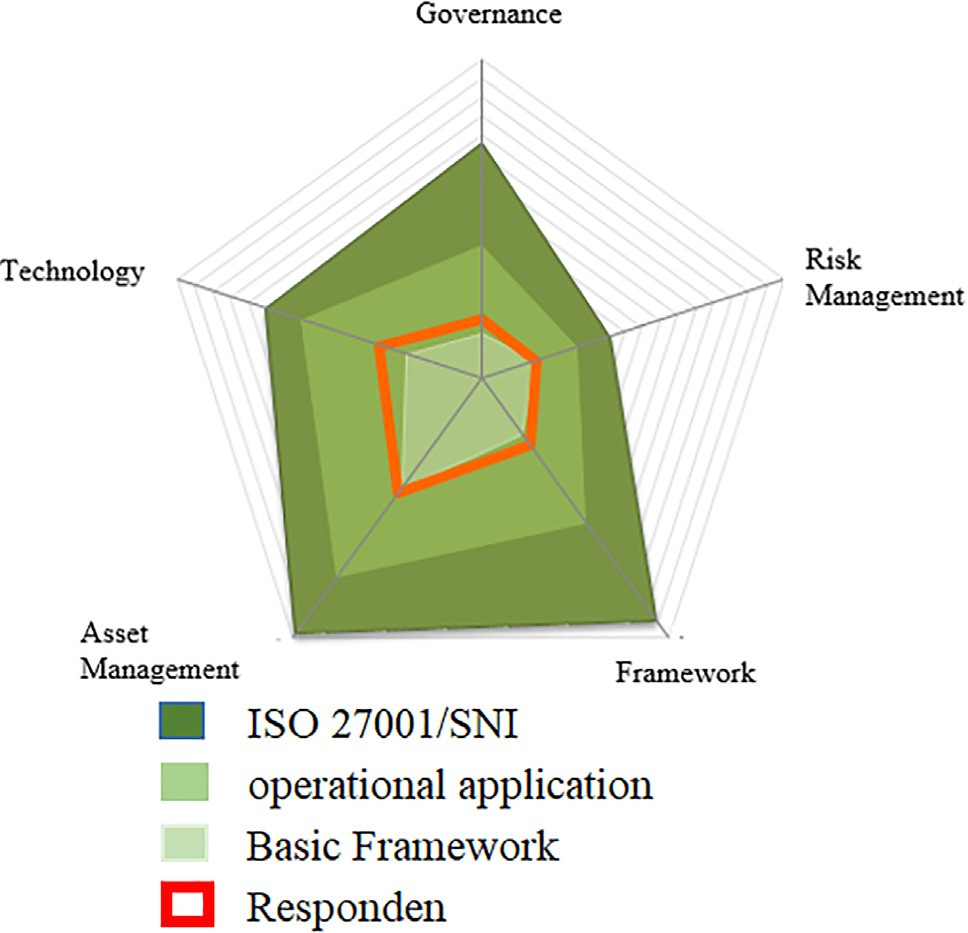 Governance
Risk
Management
Technology
Asset
Management
Framework
ISO 27001/SNI
operational application
Basic Framework
Responden